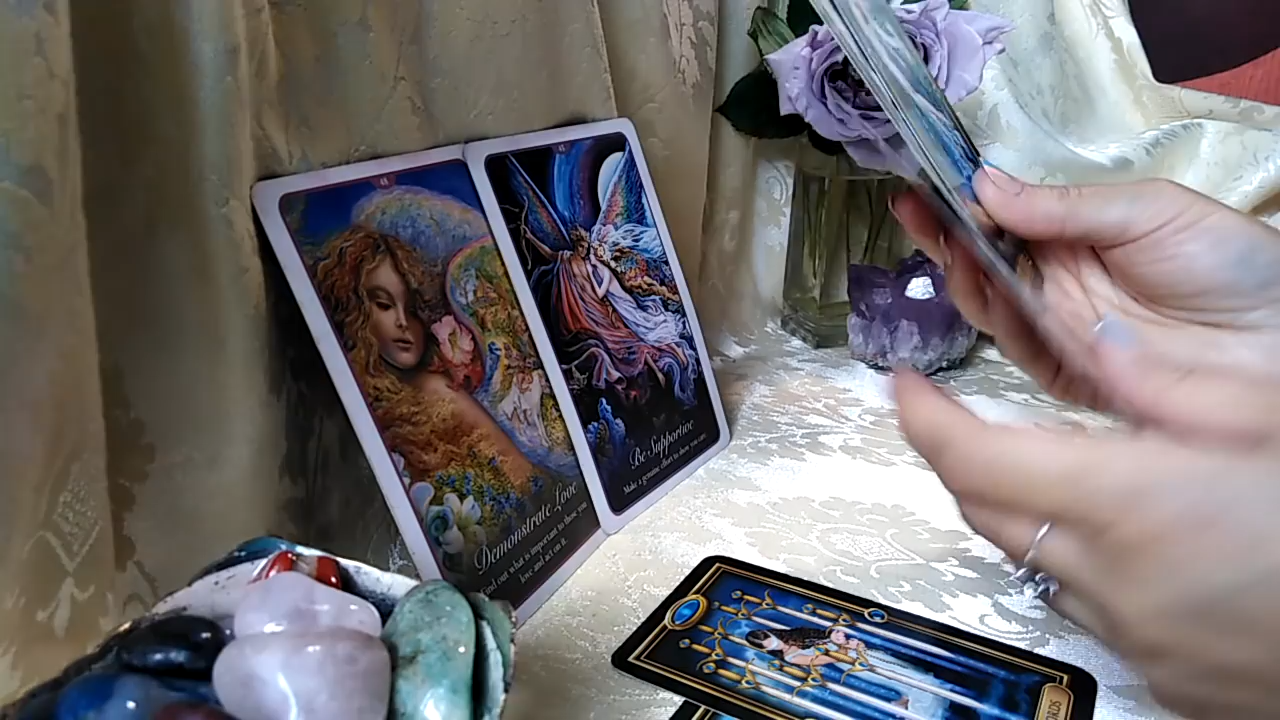 48
Demonstrate Love
Find out what is important to those you
love and act on it.
Be Supportive
Make a genuine effort to show you care.